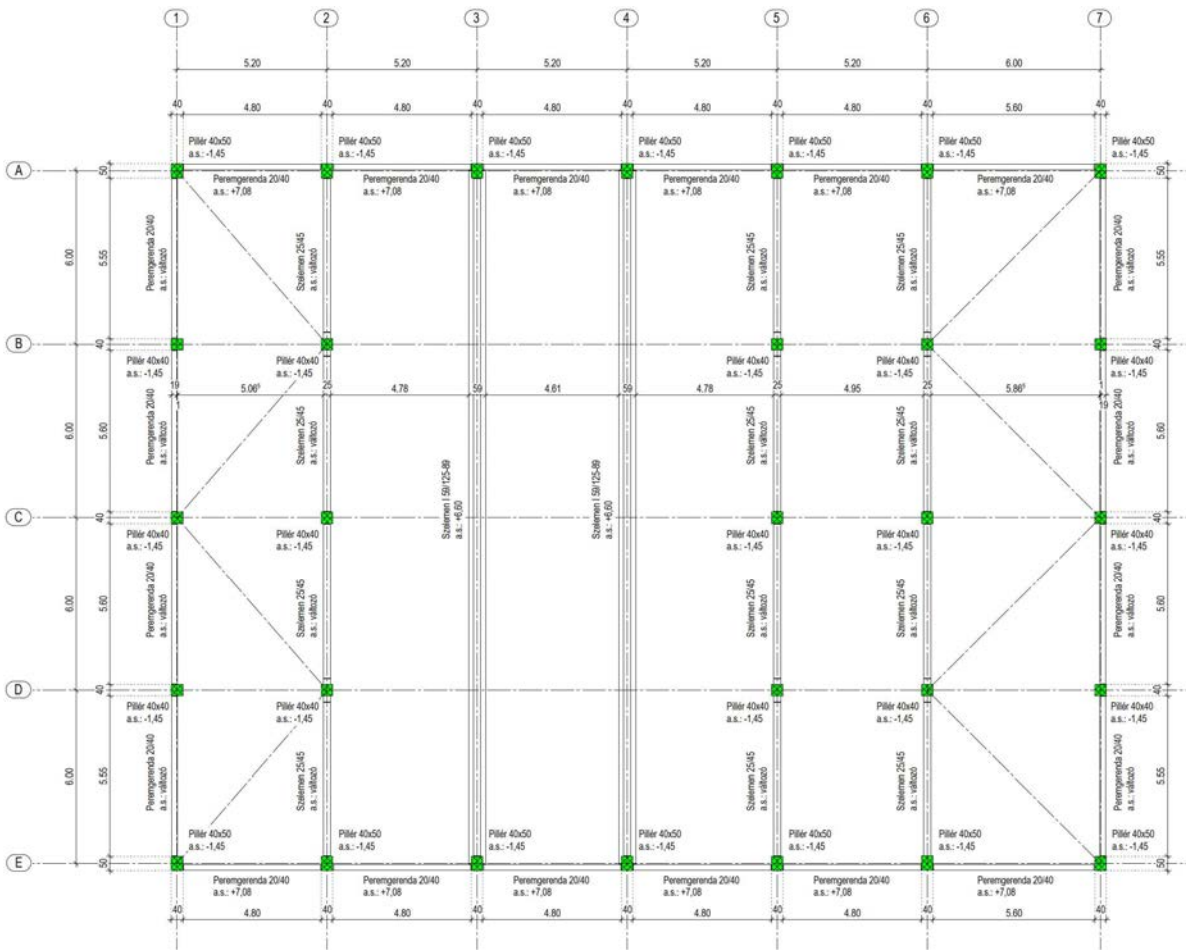 1 2 3 4 5 6 7
5.20 5.20 5.20 5.20 5.20 6.00
40 4.80 40 4.80 40 4.80 40 4.80 40 4.80 40 5.60 40
Pillér 40x50 Pillér 40x50 Pillér 40x50 Pillér 40x50 Pillér 40x50 Pillér 40x50 Pillér 40x50
a.s.: -1,45 a.s.: -1,45 a.s.: -1,45 a.s.: -1,45 a.s.: -1,45 a.s.: -1,45 a.s.: -1,45
A 50 50
Peremgerenda 20/40 Peremgerenda 20/40 Peremgerenda 20/40 Peremgerenda 20/40 Peremgerenda 20/40 Peremgerenda 20/40
a.s.: +7,08 a.s.: +7,08 a.s.: +7,08 a.s.: +7,08 a.s.: +7,08 a.s.: +7,08
6.00 5.55 5.55
Peremgerenda 20/40 Szelemen 25/45 Szelemen 25/45 Szelemen 25/45 Peremgerenda 20/40
a.s.: változó a.s.: változó a.s.: változó a.s.: változó a.s.: változó
B 40 40
Pillér 40x40 Pillér 40x40 Pillér 40x40 Pillér 40x40 Pillér 40x40
a.s.: -1,45 a.s.: -1,45 a.s.: -1,45 a.s.: -1,45 a.s.: -1,45
19 1 5.06⁵ 25 4.78 59 4.61 59 4.78 25 4.95 25 5.86⁵ 1 19
6.00 5.60 5.60
Peremgerenda 20/40 Szelemen 25/45 Szelemen 25/45 Szelemen 25/45 Peremgerenda 20/40
a.s.: változó a.s.: változó a.s.: változó a.s.: változó a.s.: változó
Szelemen I 59/125-89 Szelemen I 59/125-89
a.s.: +6,60 a.s.: +6,60
C 40 40
Pillér 40x40 Pillér 40x40 Pillér 40x40 Pillér 40x40 Pillér 40x40
a.s.: -1,45 a.s.: -1,45 a.s.: -1,45 a.s.: -1,45 a.s.: -1,45
6.00 5.60 5.60
Peremgerenda 20/40 Szelemen 25/45 Szelemen 25/45 Szelemen 25/45 Peremgerenda 20/40
a.s.: változó a.s.: változó a.s.: változó a.s.: változó a.s.: változó
D 40 40
Pillér 40x40 Pillér 40x40 Pillér 40x40 Pillér 40x40 Pillér 40x40
a.s.: -1,45 a.s.: -1,45 a.s.: -1,45 a.s.: -1,45 a.s.: -1,45
6.00 5.55 5.55
Peremgerenda 20/40 Szelemen 25/45 Szelemen 25/45 Szelemen 25/45 Peremgerenda 20/40
a.s.: változó a.s.: változó a.s.: változó a.s.: változó a.s.: változó
Pillér 40x50 Pillér 40x50 Pillér 40x50 Pillér 40x50 Pillér 40x50 Pillér 40x50 Pillér 40x50
a.s.: -1,45 a.s.: -1,45 a.s.: -1,45 a.s.: -1,45 a.s.: -1,45 a.s.: -1,45 a.s.: -1,45
E 50 50
Peremgerenda 20/40 Peremgerenda 20/40 Peremgerenda 20/40 Peremgerenda 20/40 Peremgerenda 20/40 Peremgerenda 20/40
a.s.: +7,08 a.s.: +7,08 a.s.: +7,08 a.s.: +7,08 a.s.: +7,08 a.s.: +7,08
40 4.80 40 4.80 40 4.80 40 4.80 40 4.80 40 5.60 40